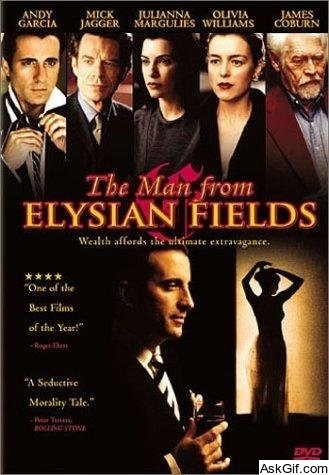 ANDY GARCIA
MICK JAGGER
JULIANNA MARGULIES
OLIVIA WILLIAMS
JAMES COBURN
The Man from
ELYSIAN FIELDS
Wealth affords the ultimate extravagance.
★★★★
"One of the
Best Films
of the Year!"
- Roger Ebert
"A Seductive
Morality Tale."
- Peter Travers,
ROLLING STONE
DVD
AskGif.com